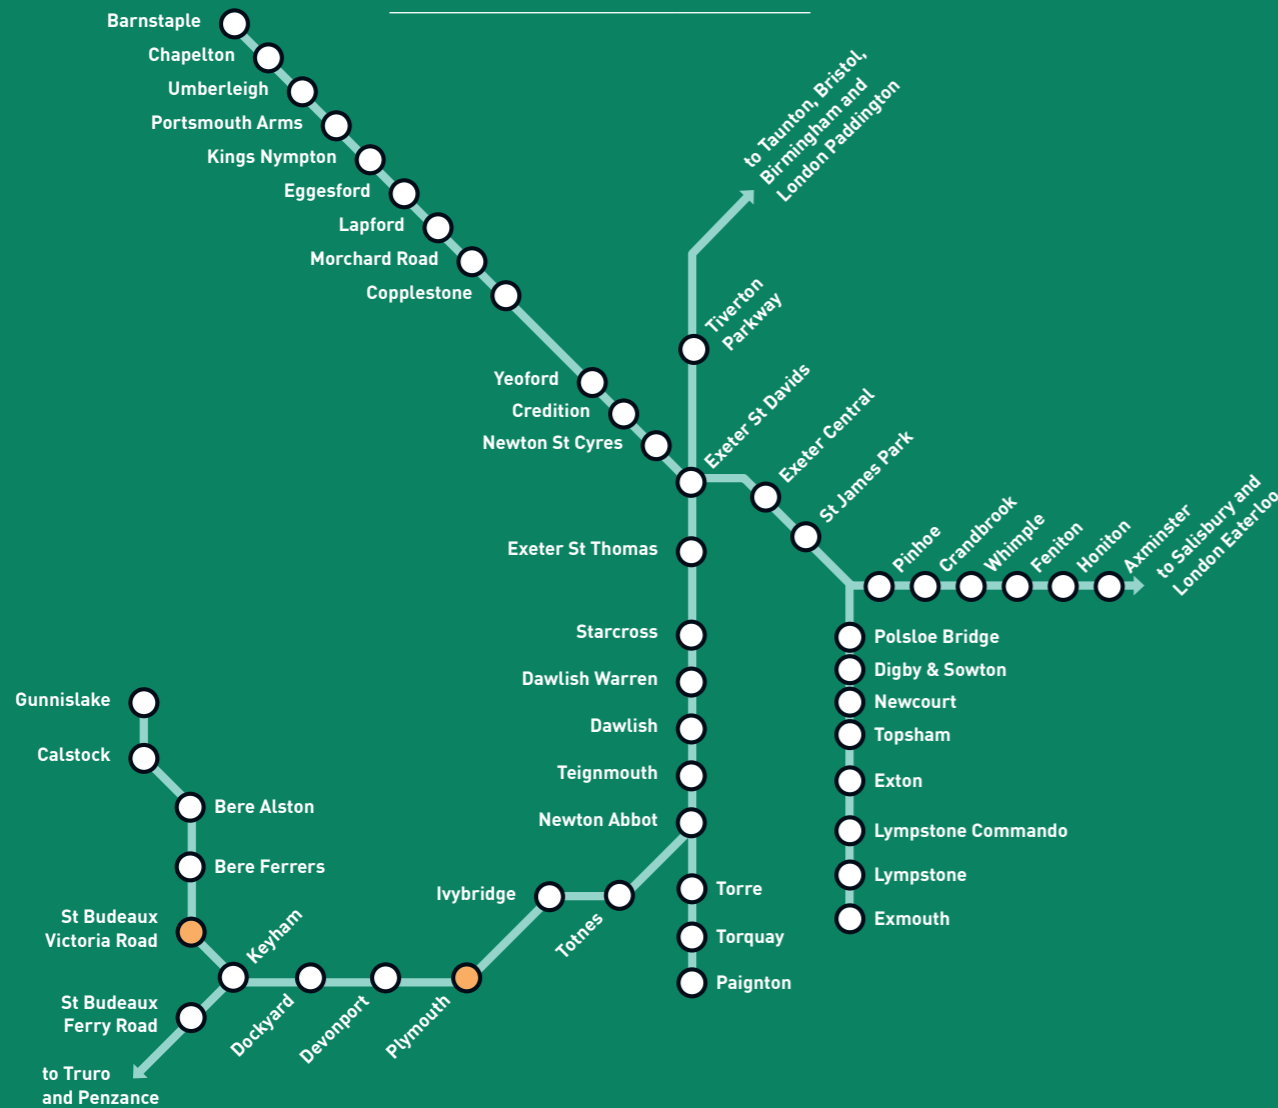 Barnstaple
Chapelton
Umberleigh
Portsmouth Arms
Kings Nympton
Eggesford
Lapford
Morchard Road
Copplestone
Yeoford
Credition
Newton St Cyres
to Taunton, Bristol,
Birmingham and
London Paddington
Tiverton
Parkway
Exeter St Davids
Exeter Central
St James Park
Pinhoe
Crandbrook
Whimple
Feniton
Honiton
Axminster
to Salisbury and
London Eaterloo
Exeter St Thomas
Starcross
Dawlish Warren
Dawlish
Teignmouth
Newton Abbot
Polsloe Bridge
Digby & Sowton
Newcourt
Topsham
Exton
Lympstone Commando
Lympstone
Exmouth
Torre
Torquay
Paignton
Gunnislake
Calstock
Bere Alston
Bere Ferrers
St Budeaux
Victoria Road
Keyham
St Budeaux
Ferry Road
Dockyard
Devonport
Plymouth
Ivybridge
Totnes
to Truro
and Penzance